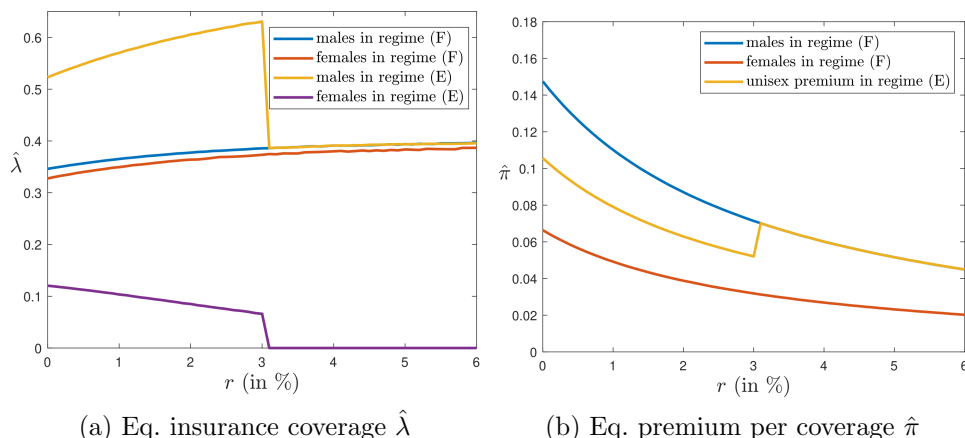 0.6
0.5
0.4
λ̂
0.3
0.2
0.1
0
males in regime (F)
females in regime (F)
males in regime (E)
females in regime (E)
0 1 2 3 4 5 6
r (in %)
(a) Eq. insurance coverage λ̂
0.18
0.16
0.14
0.12
0.1
π̂
0.08
0.06
0.04
0.02
0
males in regime (F)
females in regime (F)
unisex premium in regime (E)
0 1 2 3 4 5 6
r (in %)
(b) Eq. premium per coverage π̂